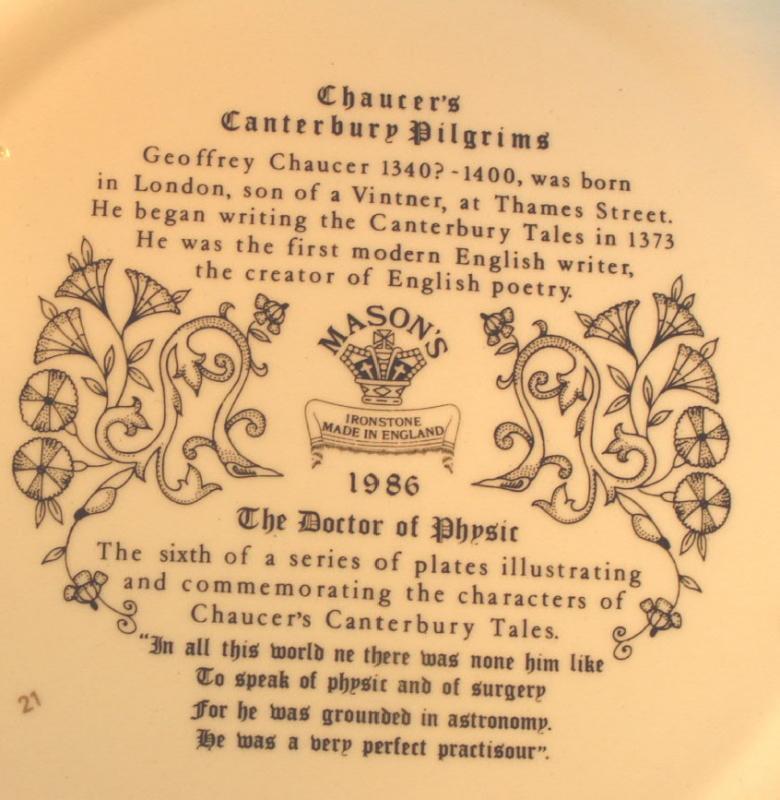 Chaucer's
Canterbury Pilgrims
Geoffrey Chaucer 1340?-1400, was born
in London, son of a Vintner, at Thames Street.
He began writing the Canterbury Tales in 1373
He was the first modern English writer,
the creator of English poetry.
MASON'S
IRONSTONE
MADE IN ENGLAND
1986
The Doctor of Physic
The sixth of a series of plates illustrating
and commemorating the characters of
Chaucer's Canterbury Tales.
"In all this world ne there was none him like
To speak of physic and of surgery
For he was grounded in astronomy.
He was a very perfect practisour".
21